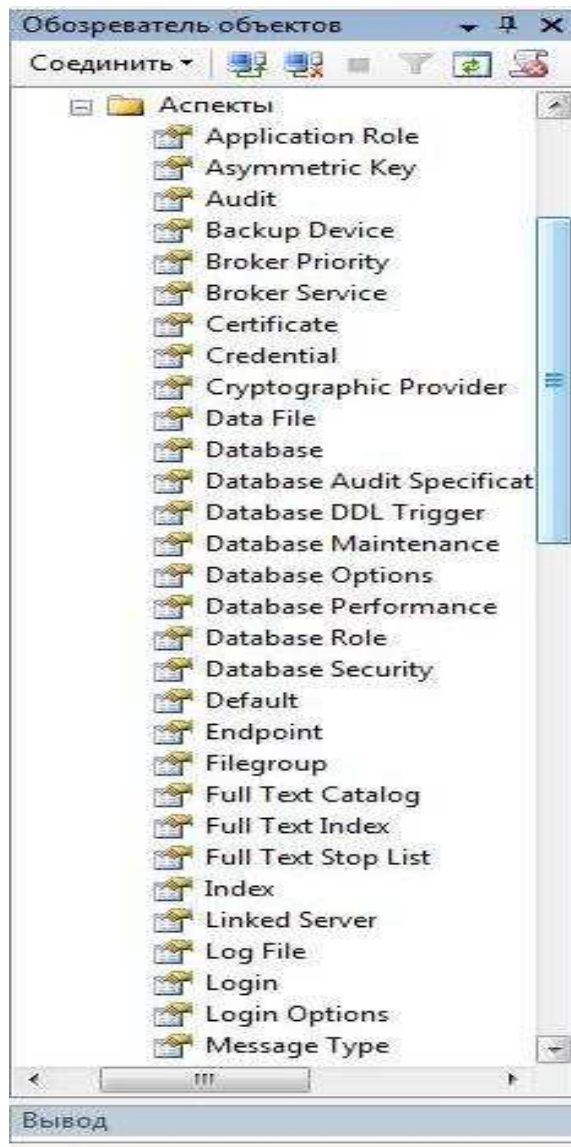 Обозреватель объектов
Соединить
Аспекты
Application Role
Asymmetric Key
Audit
Backup Device
Broker Priority
Broker Service
Certificate
Credential
Cryptographic Provider
Data File
Database
Database Audit Specificat
Database DDL Trigger
Database Maintenance
Database Options
Database Performance
Database Role
Database Security
Default
Endpoint
Filegroup
Full Text Catalog
Full Text Index
Full Text Stop List
Index
Linked Server
Log File
Login
Login Options
Message Type
Вывод